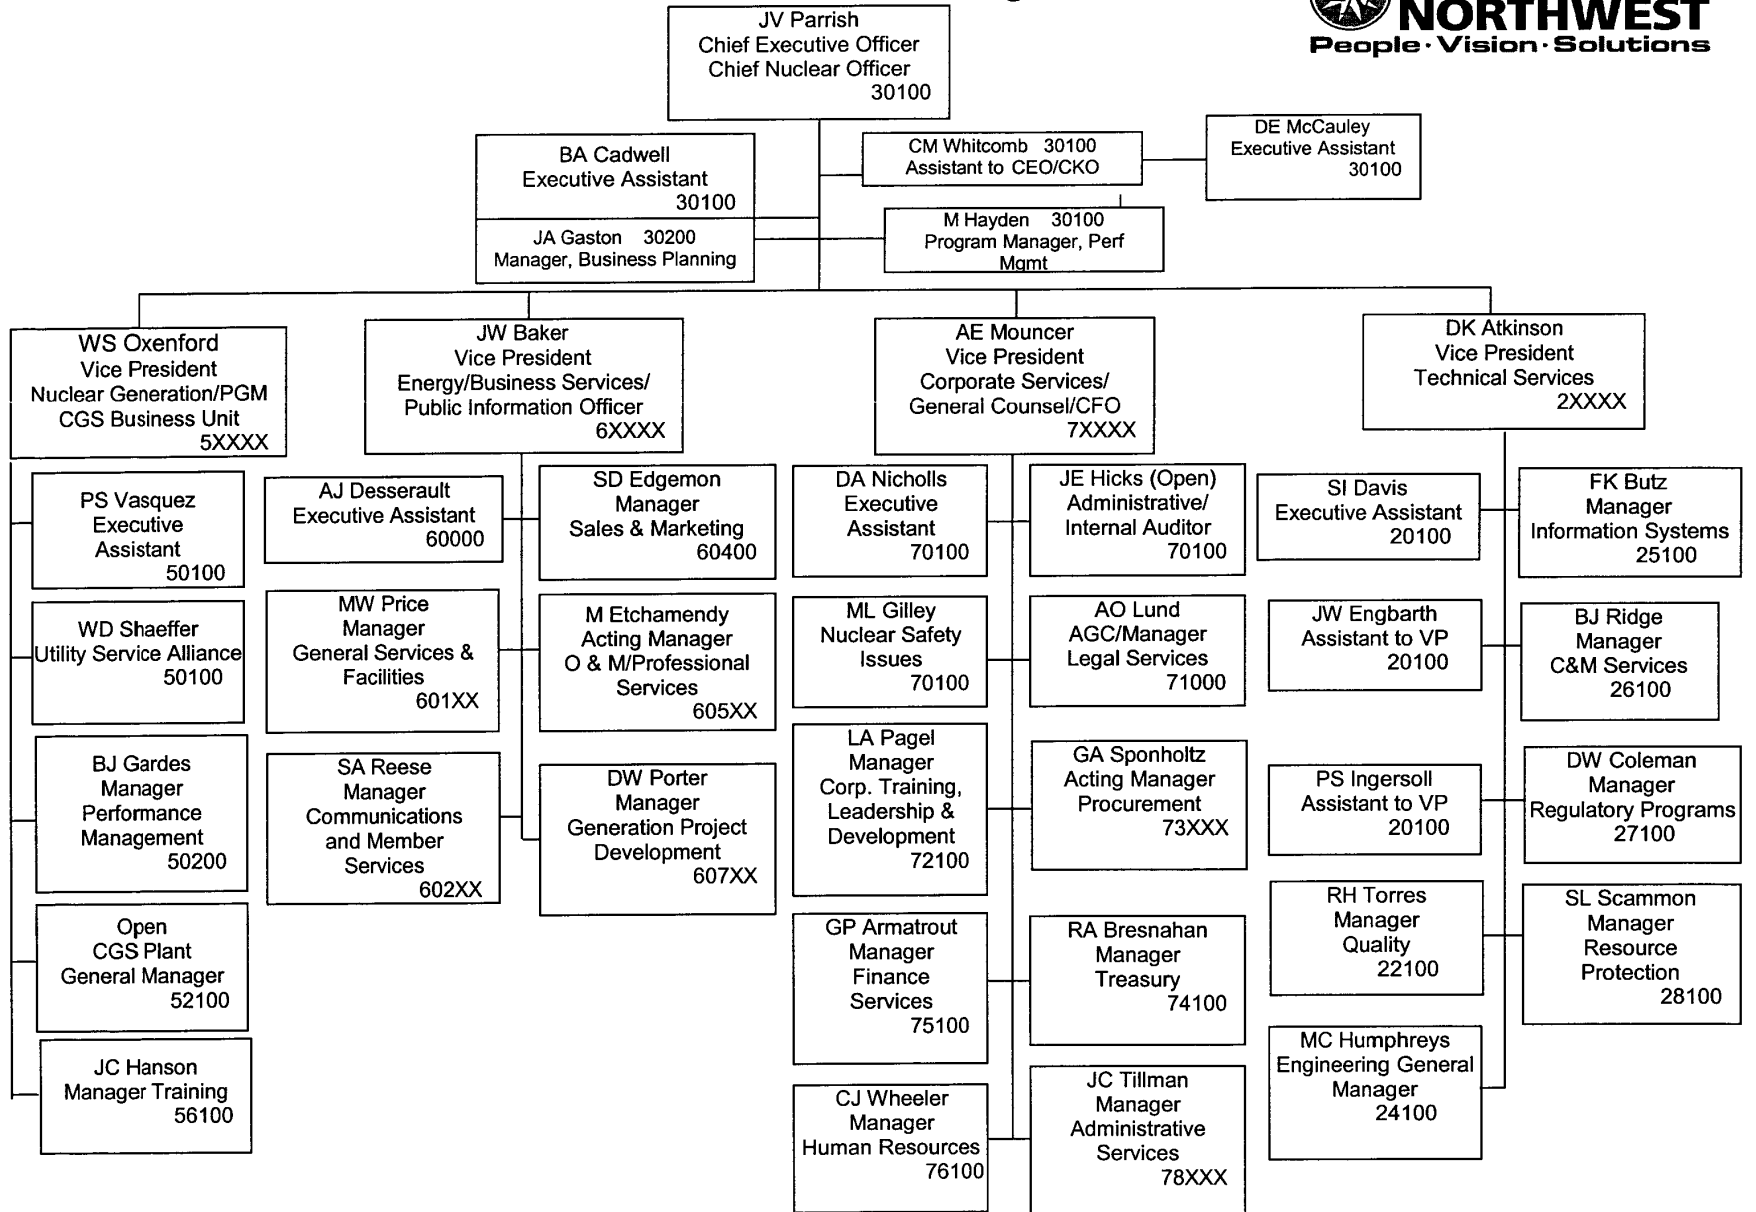 NORTHWEST
People · Vision · Solutions
JV Parrish
Chief Executive Officer
Chief Nuclear Officer
30100
BA Cadwell
Executive Assistant
30100
JA Gaston 30200
Manager, Business Planning
CM Whitcomb 30100
Assistant to CEO/CKO
DE McCauley
Executive Assistant
30100
M Hayden 30100
Program Manager, Perf
Mgmt
WS Oxenford
Vice President
Nuclear Generation/PGM
CGS Business Unit
5XXXX
PS Vasquez
Executive
Assistant
50100
WD Shaeffer
Utility Service Alliance
50100
BJ Gardes
Manager
Performance
Management
50200
Open
CGS Plant
General Manager
52100
JC Hanson
Manager Training
56100
JW Baker
Vice President
Energy/Business Services/
Public Information Officer
6XXXX
AJ Desserault
Executive Assistant
60000
SD Edgemon
Manager
Sales & Marketing
60400
MW Price
Manager
General Services &
Facilities
601XX
M Etchamendy
Acting Manager
O & M/Professional
Services
605XX
SA Reese
Manager
Communications
and Member
Services
602XX
DW Porter
Manager
Generation Project
Development
607XX
AE Mouncer
Vice President
Corporate Services/
General Counsel/CFO
7XXXX
DA Nicholls
Executive
Assistant
70100
JE Hicks (Open)
Administrative/
Internal Auditor
70100
ML Gilley
Nuclear Safety
Issues
70100
AO Lund
AGC/Manager
Legal Services
71000
LA Pagel
Manager
Corp. Training,
Leadership &
Development
72100
GA Sponholtz
Acting Manager
Procurement
73XXX
GP Armatrout
Manager
Finance
Services
75100
RA Bresnahan
Manager
Treasury
74100
CJ Wheeler
Manager
Human Resources
76100
JC Tillman
Manager
Administrative
Services
78XXX
DK Atkinson
Vice President
Technical Services
2XXXX
SI Davis
Executive Assistant
20100
FK Butz
Manager
Information Systems
25100
JW Engbarth
Assistant to VP
20100
BJ Ridge
Manager
C&M Services
26100
PS Ingersoll
Assistant to VP
20100
DW Coleman
Manager
Regulatory Programs
27100
RH Torres
Manager
Quality
22100
SL Scammon
Manager
Resource
Protection
28100
MC Humphreys
Engineering General
Manager
24100